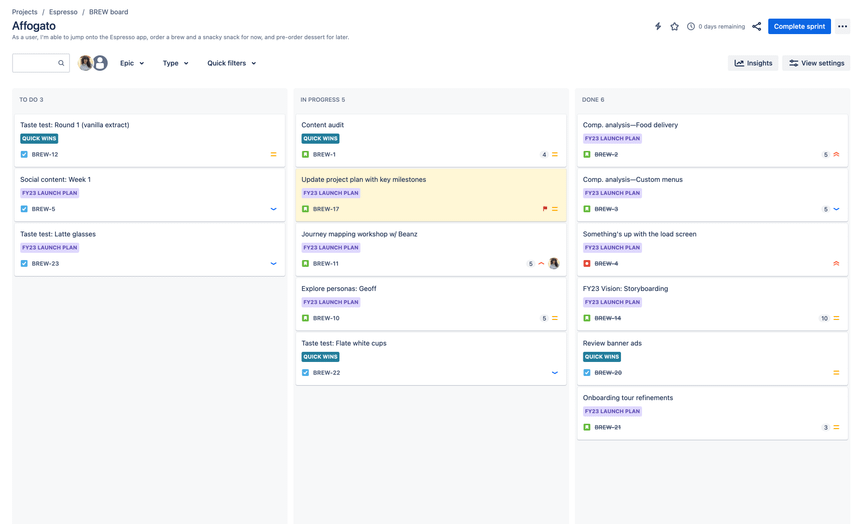 Projects / Espresso / BREW board
Affogato
As a user, I'm able to jump onto the Espresso app, order a brew and a snacky snack for now, and pre-order dessert for later.
0 days remaining
Complete sprint
Epic
Type
Quick filters
Insights
View settings
TO DO 3
Taste test: Round 1 (vanilla extract)
QUICK WINS
BREW-12
Social content: Week 1
FY23 LAUNCH PLAN
BREW-5
Taste test: Latte glasses
FY23 LAUNCH PLAN
BREW-23
IN PROGRESS 5
Content audit
QUICK WINS
BREW-1 4
Update project plan with key milestones
FY23 LAUNCH PLAN
BREW-17
Journey mapping workshop w/ Beanz
FY23 LAUNCH PLAN
BREW-11 5
Explore personas: Geoff
FY23 LAUNCH PLAN
BREW-10 5
Taste test: Flate white cups
QUICK WINS
BREW-22
DONE 6
Comp. analysis—Food delivery
FY23 LAUNCH PLAN
BREW-2 5
Comp. analysis—Custom menus
FY23 LAUNCH PLAN
BREW-3 5
Something's up with the load screen
FY23 LAUNCH PLAN
BREW-4
FY23 Vision: Storyboarding
FY23 LAUNCH PLAN
BREW-14 10
Review banner ads
QUICK WINS
BREW-20
Onboarding tour refinements
FY23 LAUNCH PLAN
BREW-21 3